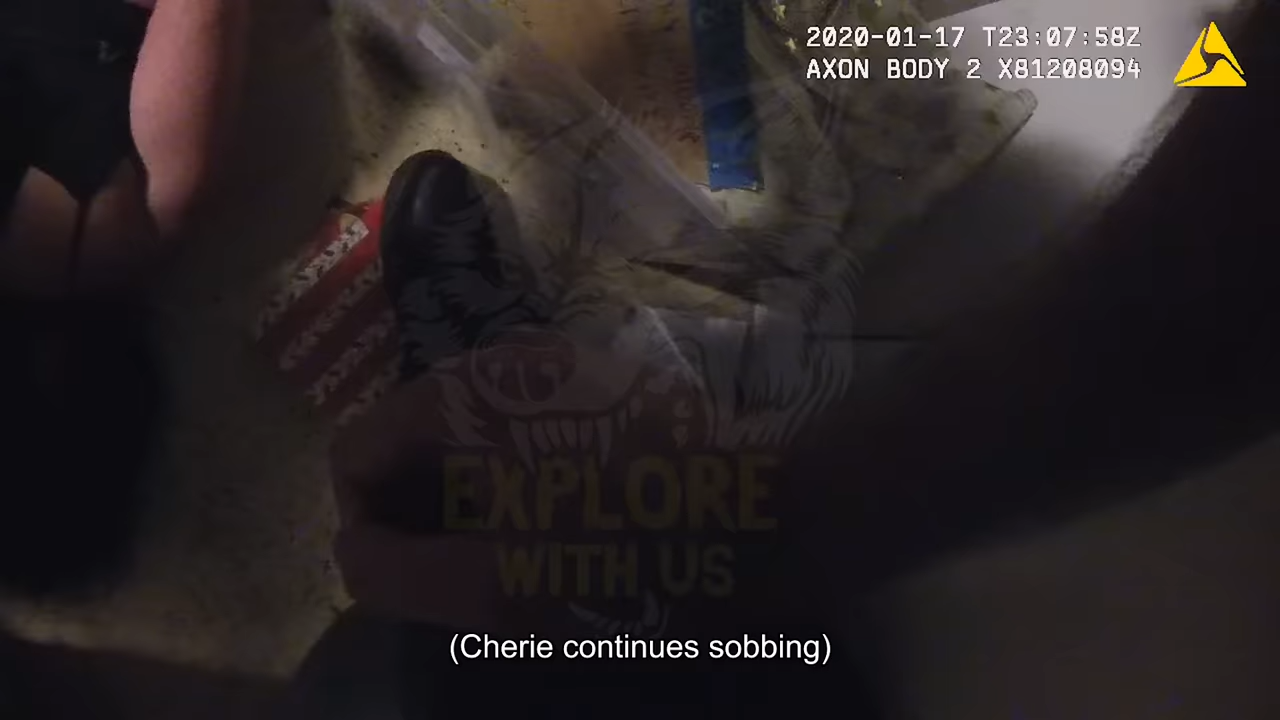 2020-01-17 T23:07:58Z
AXON BODY 2 X81208094
EXPLORE
WITH US
(Cherie continues sobbing)